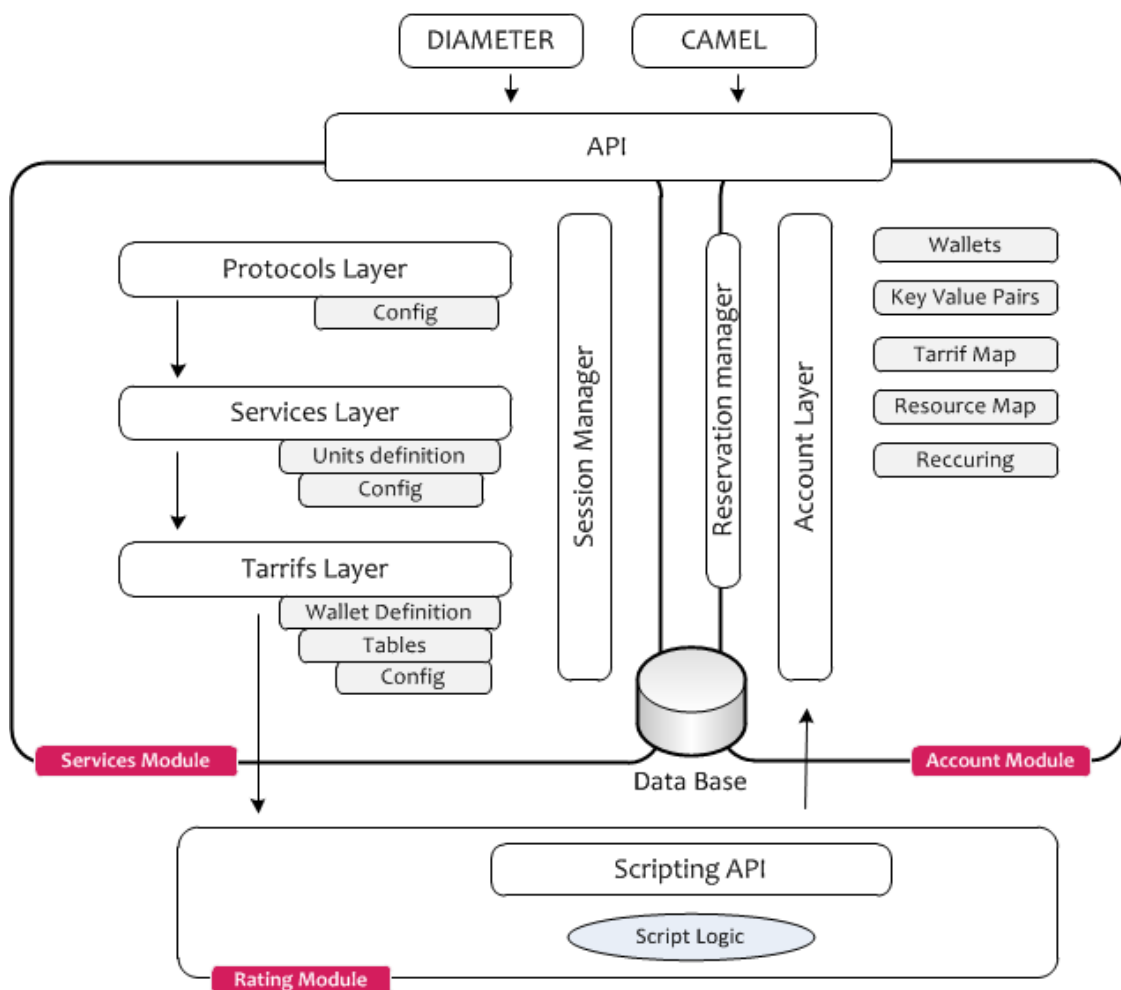 DIAMETER
CAMEL
API
Protocols Layer
Config
Services Layer
Units definition
Config
Tarrifs Layer
Wallet Definition
Tables
Config
Session Manager
Reservation manager
Account Layer
Wallets
Key Value Pairs
Tarrif Map
Resource Map
Reccuring
Services Module
Data Base
Account Module
Scripting API
Script Logic
Rating Module